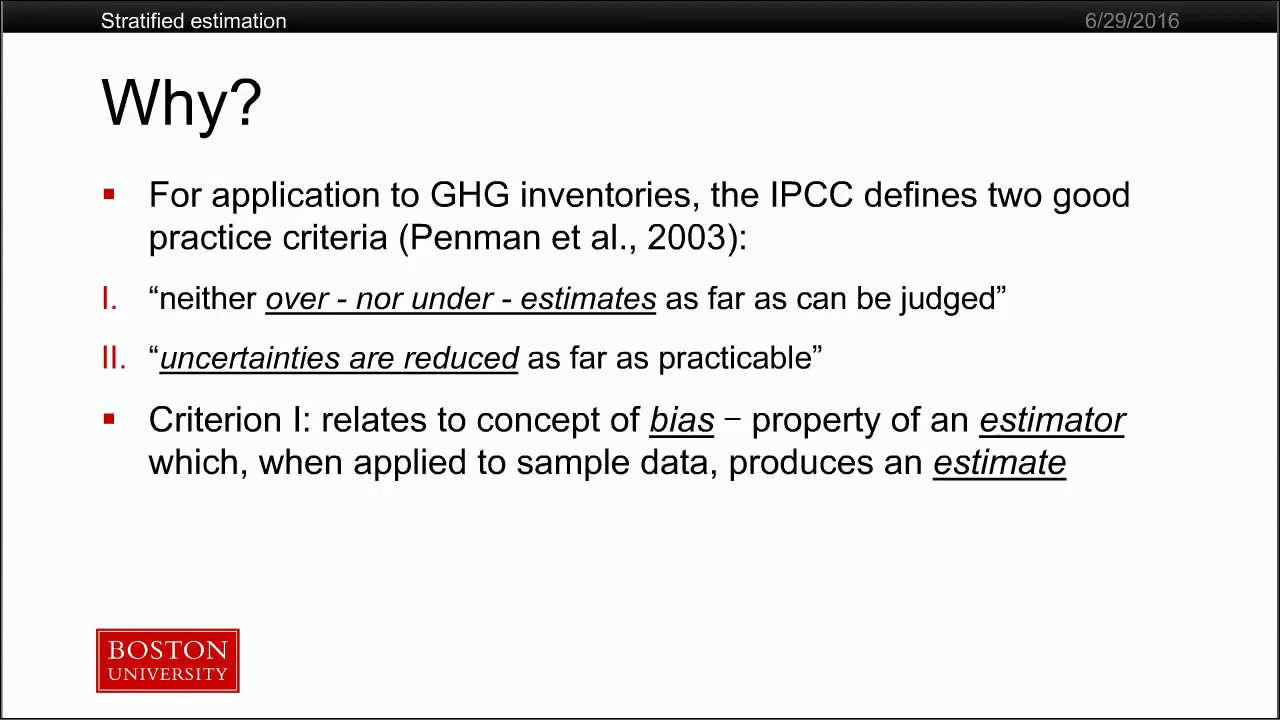 Stratified estimation
6/29/2016
Why?
▪ For application to GHG inventories, the IPCC defines two good
practice criteria (Penman et al., 2003):
I. “neither over - nor under - estimates as far as can be judged”
II. “uncertainties are reduced as far as practicable”
▪ Criterion I: relates to concept of bias − property of an estimator
which, when applied to sample data, produces an estimate
BOSTON
UNIVERSITY